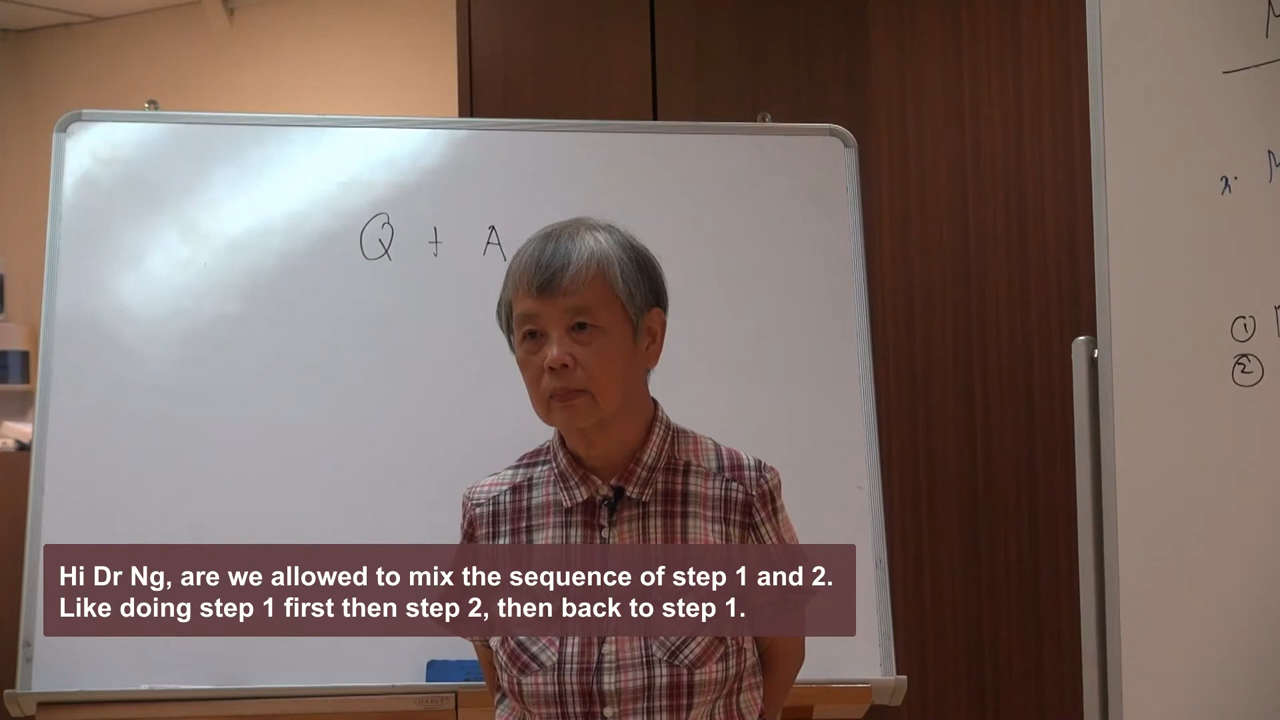 Q + A
Hi Dr Ng, are we allowed to mix the sequence of step 1 and 2.
Like doing step 1 first then step 2, then back to step 1.
①
②